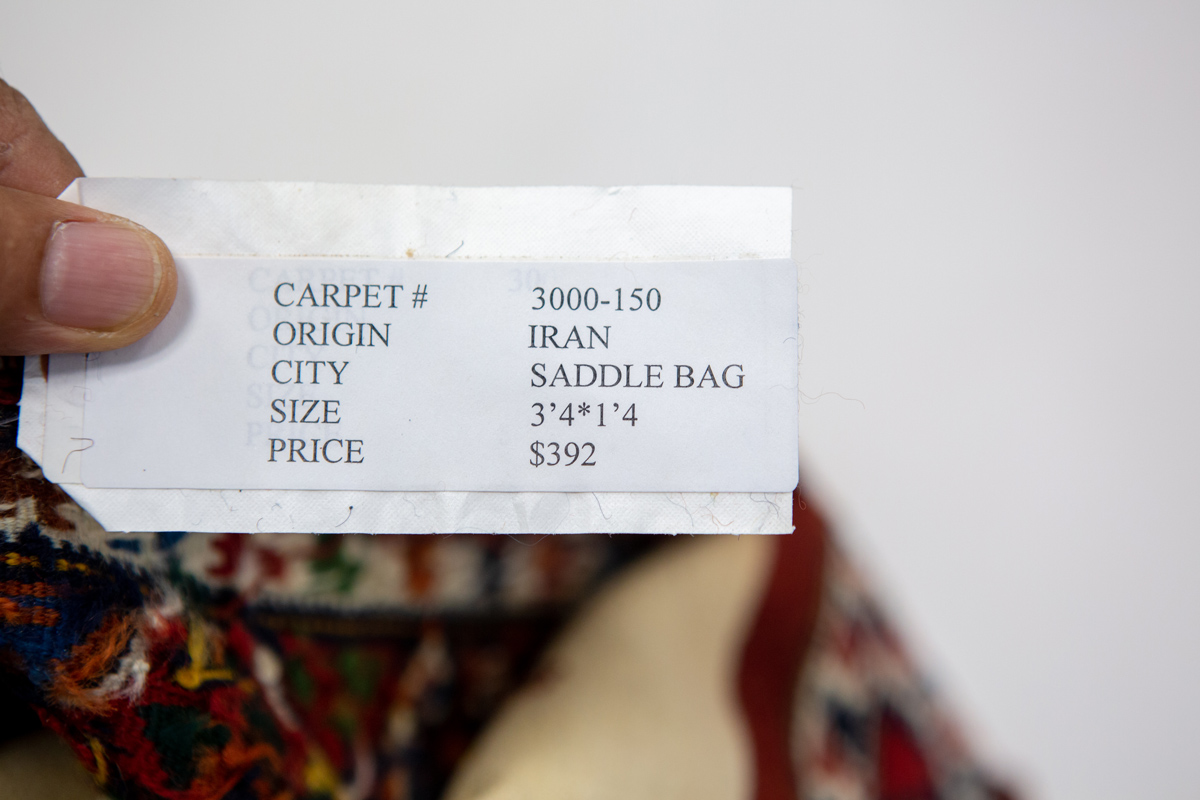 CARPET # 3000-150
ORIGIN IRAN
CITY SADDLE BAG
SIZE 3’4*1’4
PRICE $392